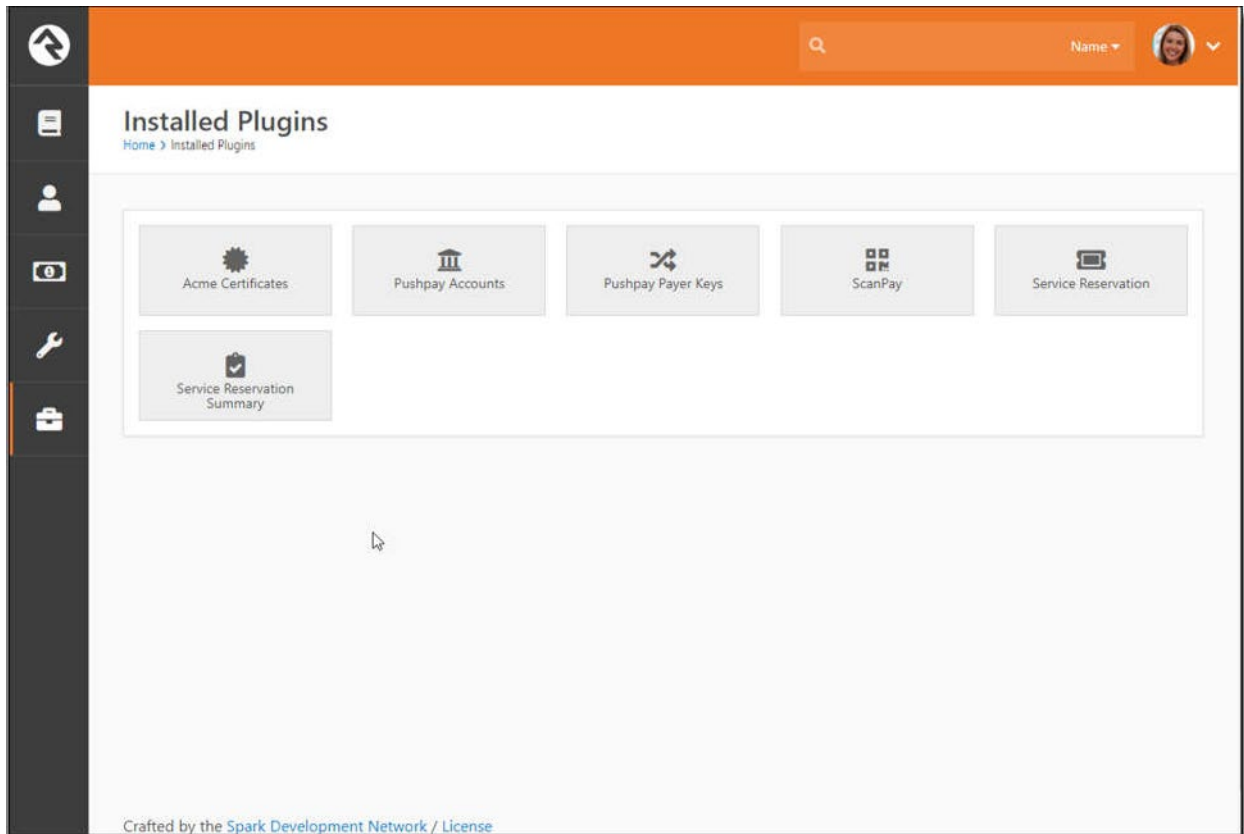 Name
Installed Plugins
Home > Installed Plugins
Acme Certificates
Pushpay Accounts
Pushpay Payer Keys
ScanPay
Service Reservation
Service Reservation
Summary
Crafted by the Spark Development Network / License